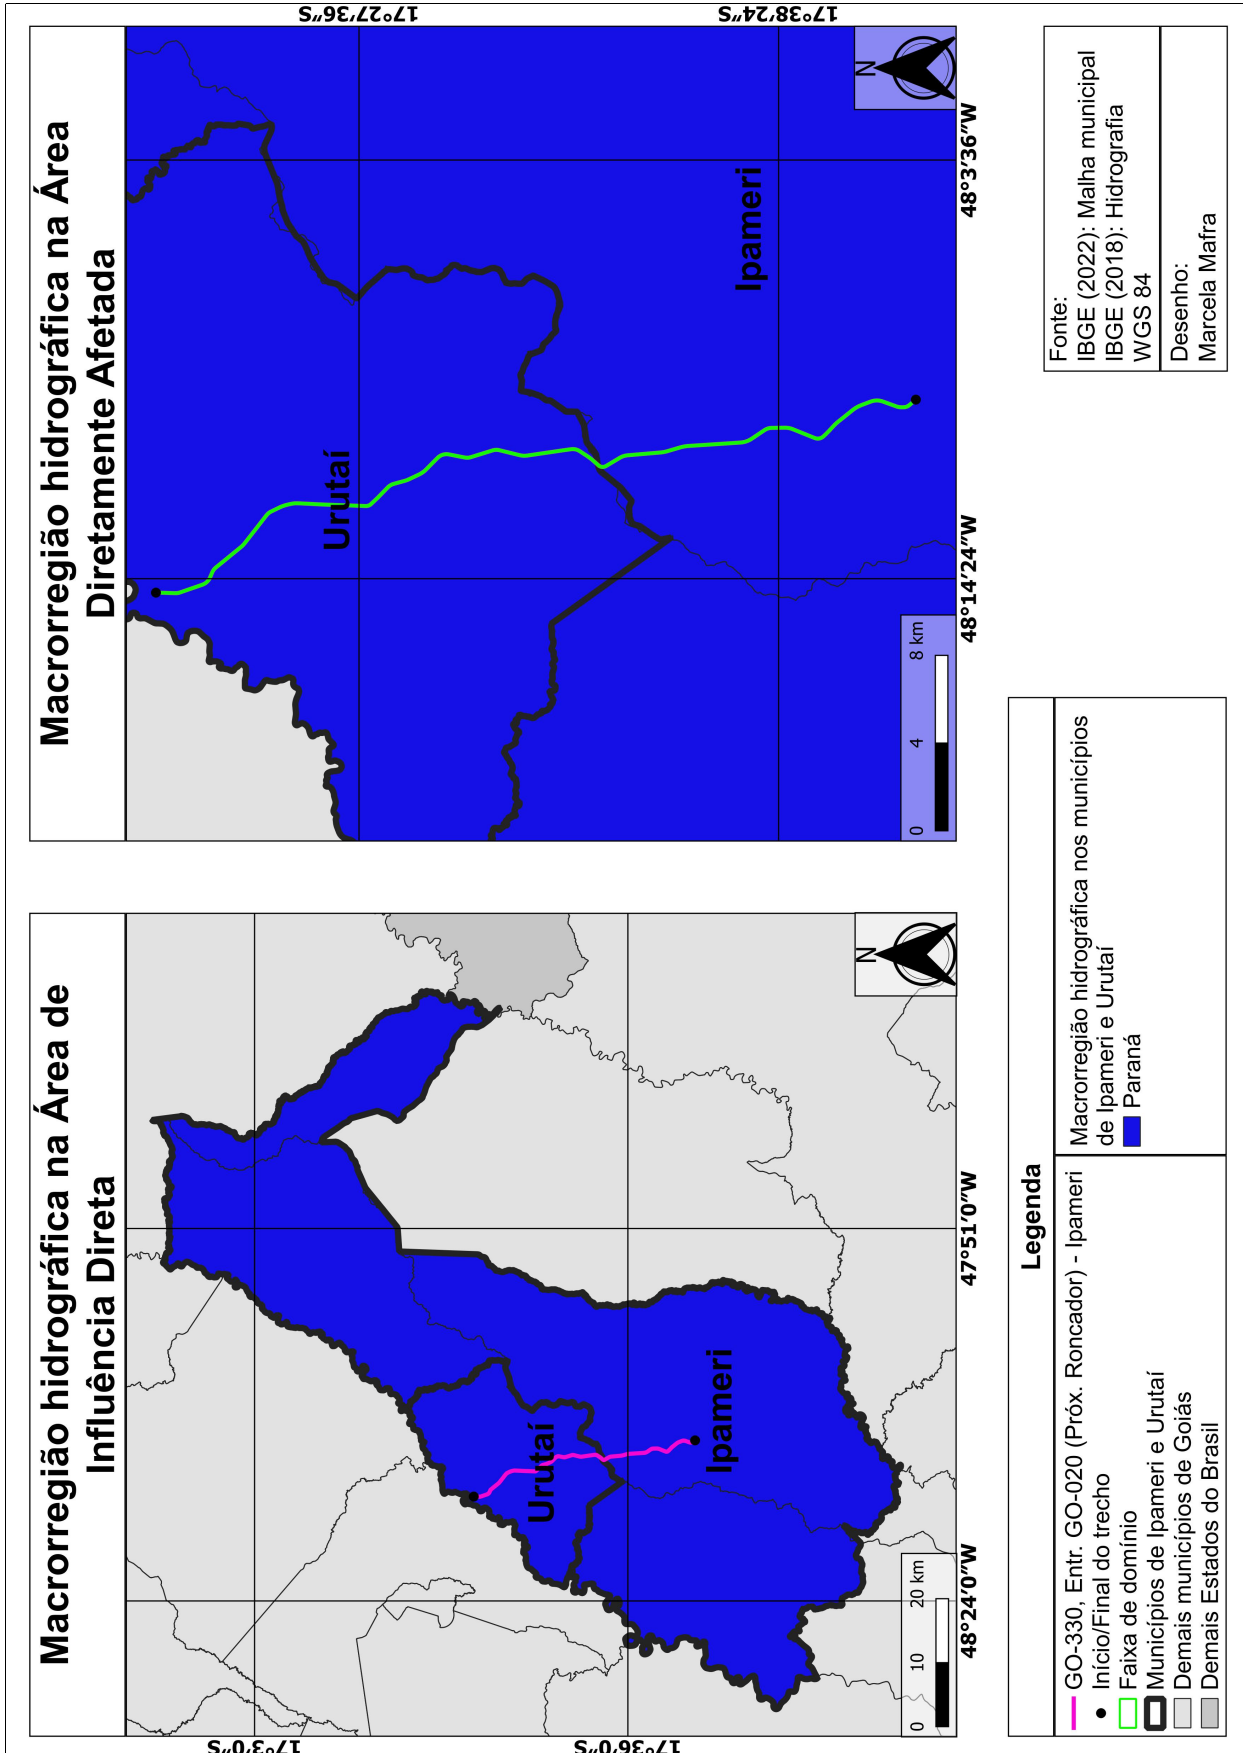 Macrorregião hidrográfica na Área de
Influência Direta
17°3′0″S
17°36′0″S
48°24′0″W
47°51′0″W
Urutaí
Ipameri
0 10 20 km
N
Macrorregião hidrográfica na Área
Diretamente Afetada
17°27′36″S
17°38′24″S
48°14′24″W
48°3′36″W
Urutaí
Ipameri
0 4 8 km
N
Legenda
GO-330, Entr. GO-020 (Próx. Roncador) - Ipameri
Início/Final do trecho
Faixa de domínio
Municípios de Ipameri e Urutaí
Demais municípios de Goiás
Demais Estados do Brasil
Macrorregião hidrográfica nos municípios
de Ipameri e Urutaí
Paraná
Fonte:
IBGE (2022): Malha municipal
IBGE (2018): Hidrografia
WGS 84
Desenho:
Marcela Mafra